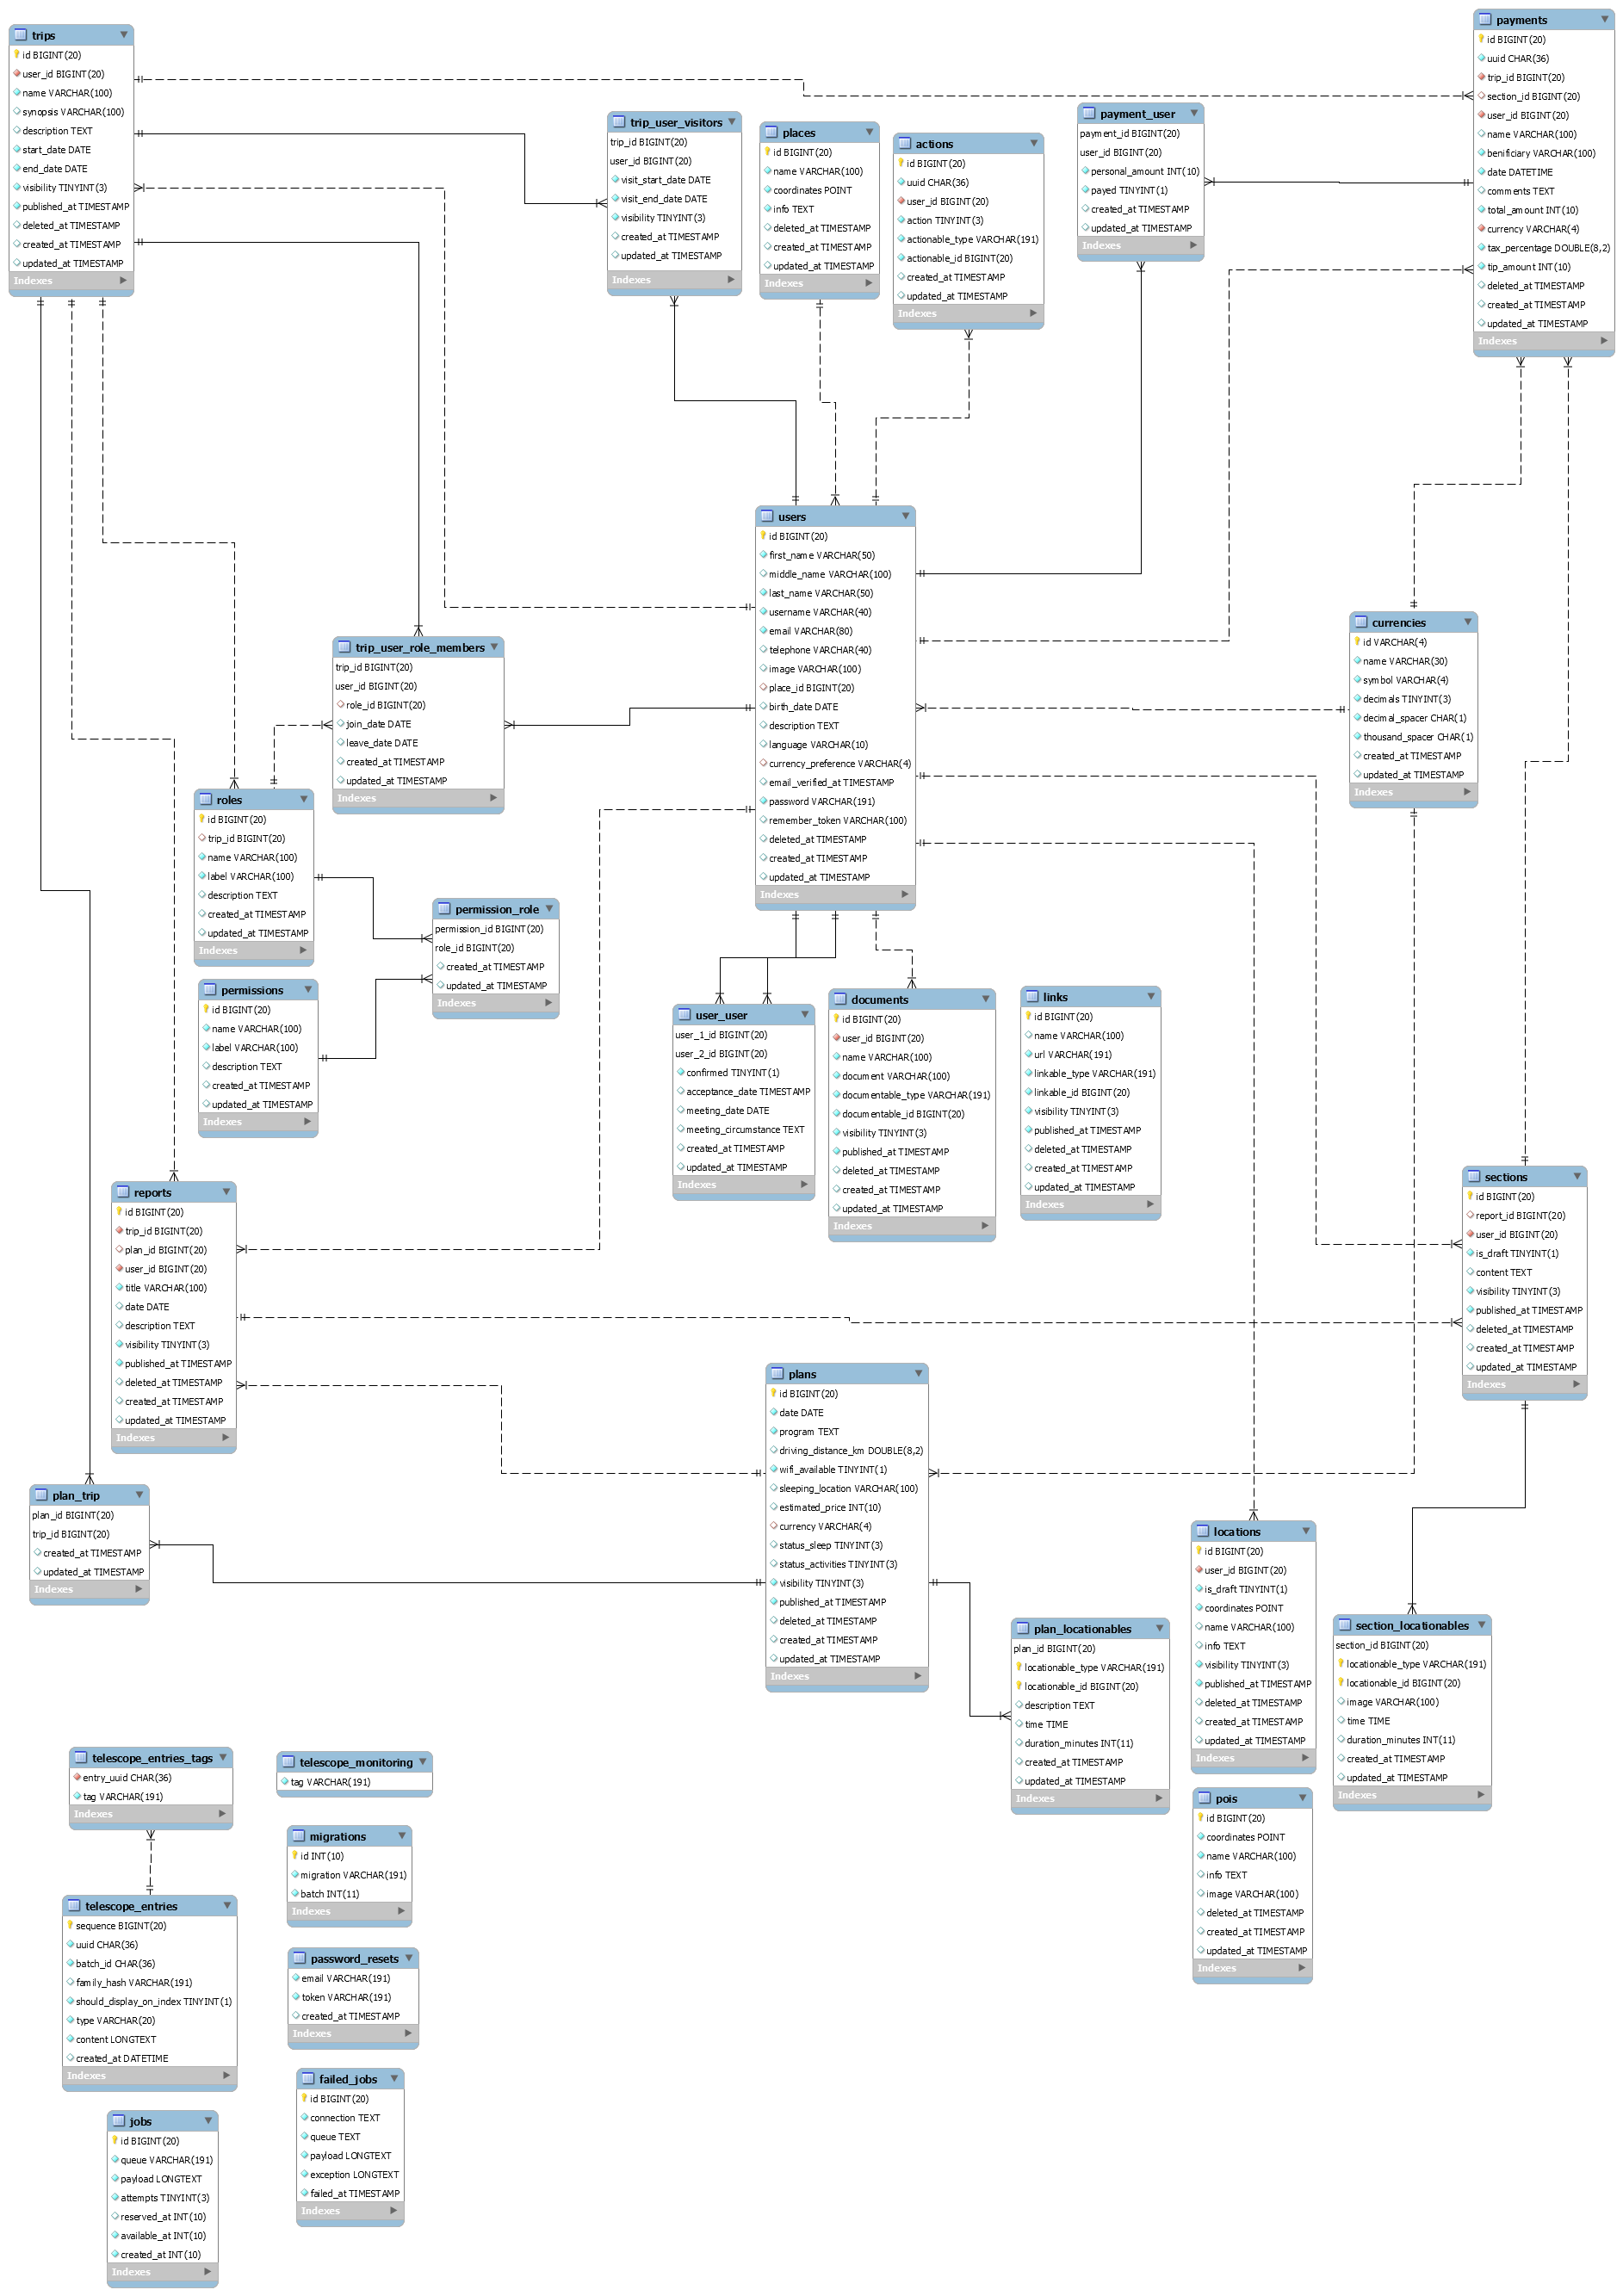 trips
id BIGINT(20)
user_id BIGINT(20)
name VARCHAR(100)
synopsis VARCHAR(100)
description TEXT
start_date DATE
end_date DATE
visibility TINYINT(3)
published_at TIMESTAMP
deleted_at TIMESTAMP
created_at TIMESTAMP
updated_at TIMESTAMP
Indexes
trip_user_visitors
trip_id BIGINT(20)
user_id BIGINT(20)
visit_start_date DATE
visit_end_date DATE
visibility TINYINT(3)
created_at TIMESTAMP
updated_at TIMESTAMP
Indexes
places
id BIGINT(20)
name VARCHAR(100)
coordinates POINT
info TEXT
deleted_at TIMESTAMP
created_at TIMESTAMP
updated_at TIMESTAMP
Indexes
actions
id BIGINT(20)
uuid CHAR(36)
user_id BIGINT(20)
action TINYINT(3)
actionable_type VARCHAR(191)
actionable_id BIGINT(20)
created_at TIMESTAMP
updated_at TIMESTAMP
Indexes
payment_user
payment_id BIGINT(20)
user_id BIGINT(20)
personal_amount INT(10)
payed TINYINT(1)
created_at TIMESTAMP
updated_at TIMESTAMP
Indexes
payments
id BIGINT(20)
uuid CHAR(36)
trip_id BIGINT(20)
section_id BIGINT(20)
user_id BIGINT(20)
name VARCHAR(100)
benificiary VARCHAR(100)
date DATETIME
comments TEXT
total_amount INT(10)
currency VARCHAR(4)
tax_percentage DOUBLE(8,2)
tip_amount INT(10)
deleted_at TIMESTAMP
created_at TIMESTAMP
updated_at TIMESTAMP
Indexes
users
id BIGINT(20)
first_name VARCHAR(50)
middle_name VARCHAR(100)
last_name VARCHAR(50)
username VARCHAR(40)
email VARCHAR(80)
telephone VARCHAR(40)
image VARCHAR(100)
place_id BIGINT(20)
birth_date DATE
description TEXT
language VARCHAR(10)
currency_preference VARCHAR(4)
email_verified_at TIMESTAMP
password VARCHAR(191)
remember_token VARCHAR(100)
deleted_at TIMESTAMP
created_at TIMESTAMP
updated_at TIMESTAMP
Indexes
currencies
id VARCHAR(4)
name VARCHAR(30)
symbol VARCHAR(4)
decimals TINYINT(3)
decimal_spacer CHAR(1)
thousand_spacer CHAR(1)
created_at TIMESTAMP
updated_at TIMESTAMP
Indexes
trip_user_role_members
trip_id BIGINT(20)
user_id BIGINT(20)
role_id BIGINT(20)
join_date DATE
leave_date DATE
created_at TIMESTAMP
updated_at TIMESTAMP
Indexes
roles
id BIGINT(20)
trip_id BIGINT(20)
name VARCHAR(100)
label VARCHAR(100)
description TEXT
created_at TIMESTAMP
updated_at TIMESTAMP
Indexes
permission_role
permission_id BIGINT(20)
role_id BIGINT(20)
created_at TIMESTAMP
updated_at TIMESTAMP
Indexes
permissions
id BIGINT(20)
name VARCHAR(100)
label VARCHAR(100)
description TEXT
created_at TIMESTAMP
updated_at TIMESTAMP
Indexes
user_user
user_1_id BIGINT(20)
user_2_id BIGINT(20)
confirmed TINYINT(1)
acceptance_date TIMESTAMP
meeting_date DATE
meeting_circumstance TEXT
created_at TIMESTAMP
updated_at TIMESTAMP
Indexes
documents
id BIGINT(20)
user_id BIGINT(20)
name VARCHAR(100)
document VARCHAR(100)
documentable_type VARCHAR(191)
documentable_id BIGINT(20)
visibility TINYINT(3)
published_at TIMESTAMP
deleted_at TIMESTAMP
created_at TIMESTAMP
updated_at TIMESTAMP
Indexes
links
id BIGINT(20)
name VARCHAR(100)
url VARCHAR(191)
linkable_type VARCHAR(191)
linkable_id BIGINT(20)
visibility TINYINT(3)
published_at TIMESTAMP
deleted_at TIMESTAMP
created_at TIMESTAMP
updated_at TIMESTAMP
Indexes
sections
id BIGINT(20)
report_id BIGINT(20)
user_id BIGINT(20)
is_draft TINYINT(1)
content TEXT
visibility TINYINT(3)
published_at TIMESTAMP
deleted_at TIMESTAMP
created_at TIMESTAMP
updated_at TIMESTAMP
Indexes
reports
id BIGINT(20)
trip_id BIGINT(20)
plan_id BIGINT(20)
user_id BIGINT(20)
title VARCHAR(100)
date DATE
description TEXT
visibility TINYINT(3)
published_at TIMESTAMP
deleted_at TIMESTAMP
created_at TIMESTAMP
updated_at TIMESTAMP
Indexes
plans
id BIGINT(20)
date DATE
program TEXT
driving_distance_km DOUBLE(8,2)
wifi_available TINYINT(1)
sleeping_location VARCHAR(100)
estimated_price INT(10)
currency VARCHAR(4)
status_sleep TINYINT(3)
status_activities TINYINT(3)
visibility TINYINT(3)
published_at TIMESTAMP
deleted_at TIMESTAMP
created_at TIMESTAMP
updated_at TIMESTAMP
Indexes
plan_trip
plan_id BIGINT(20)
trip_id BIGINT(20)
created_at TIMESTAMP
updated_at TIMESTAMP
Indexes
locations
id BIGINT(20)
user_id BIGINT(20)
is_draft TINYINT(1)
coordinates POINT
name VARCHAR(100)
info TEXT
visibility TINYINT(3)
published_at TIMESTAMP
deleted_at TIMESTAMP
created_at TIMESTAMP
updated_at TIMESTAMP
Indexes
plan_locationables
plan_id BIGINT(20)
locationable_type VARCHAR(191)
locationable_id BIGINT(20)
description TEXT
time TIME
duration_minutes INT(11)
created_at TIMESTAMP
updated_at TIMESTAMP
Indexes
section_locationables
section_id BIGINT(20)
locationable_type VARCHAR(191)
locationable_id BIGINT(20)
image VARCHAR(100)
time TIME
duration_minutes INT(11)
created_at TIMESTAMP
updated_at TIMESTAMP
Indexes
pois
id BIGINT(20)
coordinates POINT
name VARCHAR(100)
info TEXT
image VARCHAR(100)
deleted_at TIMESTAMP
created_at TIMESTAMP
updated_at TIMESTAMP
Indexes
telescope_entries_tags
entry_uuid CHAR(36)
tag VARCHAR(191)
Indexes
telescope_monitoring
tag VARCHAR(191)
migrations
id INT(10)
migration VARCHAR(191)
batch INT(11)
Indexes
telescope_entries
sequence BIGINT(20)
uuid CHAR(36)
batch_id CHAR(36)
family_hash VARCHAR(191)
should_display_on_index TINYINT(1)
type VARCHAR(20)
content LONGTEXT
created_at DATETIME
Indexes
password_resets
email VARCHAR(191)
token VARCHAR(191)
created_at TIMESTAMP
Indexes
failed_jobs
id BIGINT(20)
connection TEXT
queue TEXT
payload LONGTEXT
exception LONGTEXT
failed_at TIMESTAMP
Indexes
jobs
id BIGINT(20)
queue VARCHAR(191)
payload LONGTEXT
attempts TINYINT(3)
reserved_at INT(10)
available_at INT(10)
created_at INT(10)
Indexes